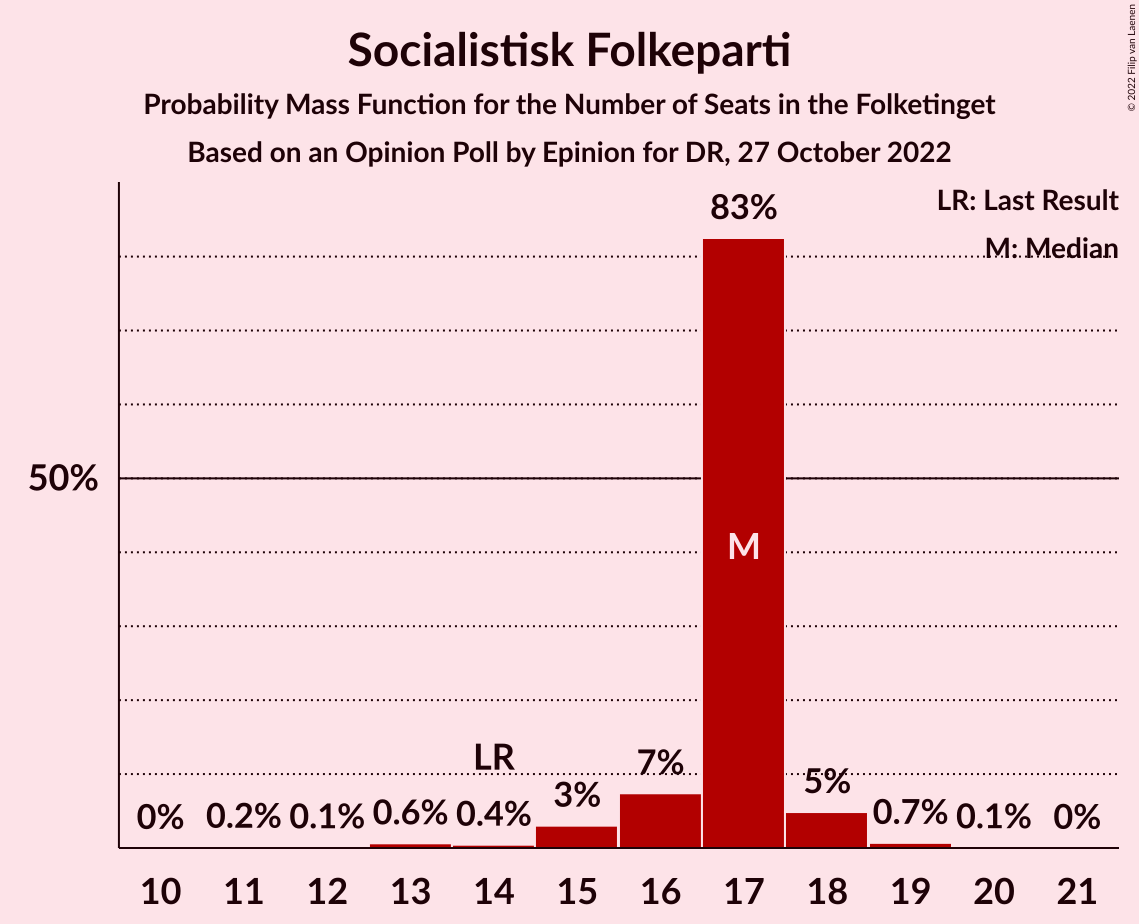 Socialistisk Folkeparti
Probability Mass Function for the Number of Seats in the Folketinget
Based on an Opinion Poll by Epinion for DR, 27 October 2022
© 2022 Filip van Laenen
LR: Last Result
M: Median
83%
50%
M
LR
7%
3%
5%
0% 0.2% 0.1% 0.6% 0.4% 0.7% 0.1% 0%
10 11 12 13 14 15 16 17 18 19 20 21